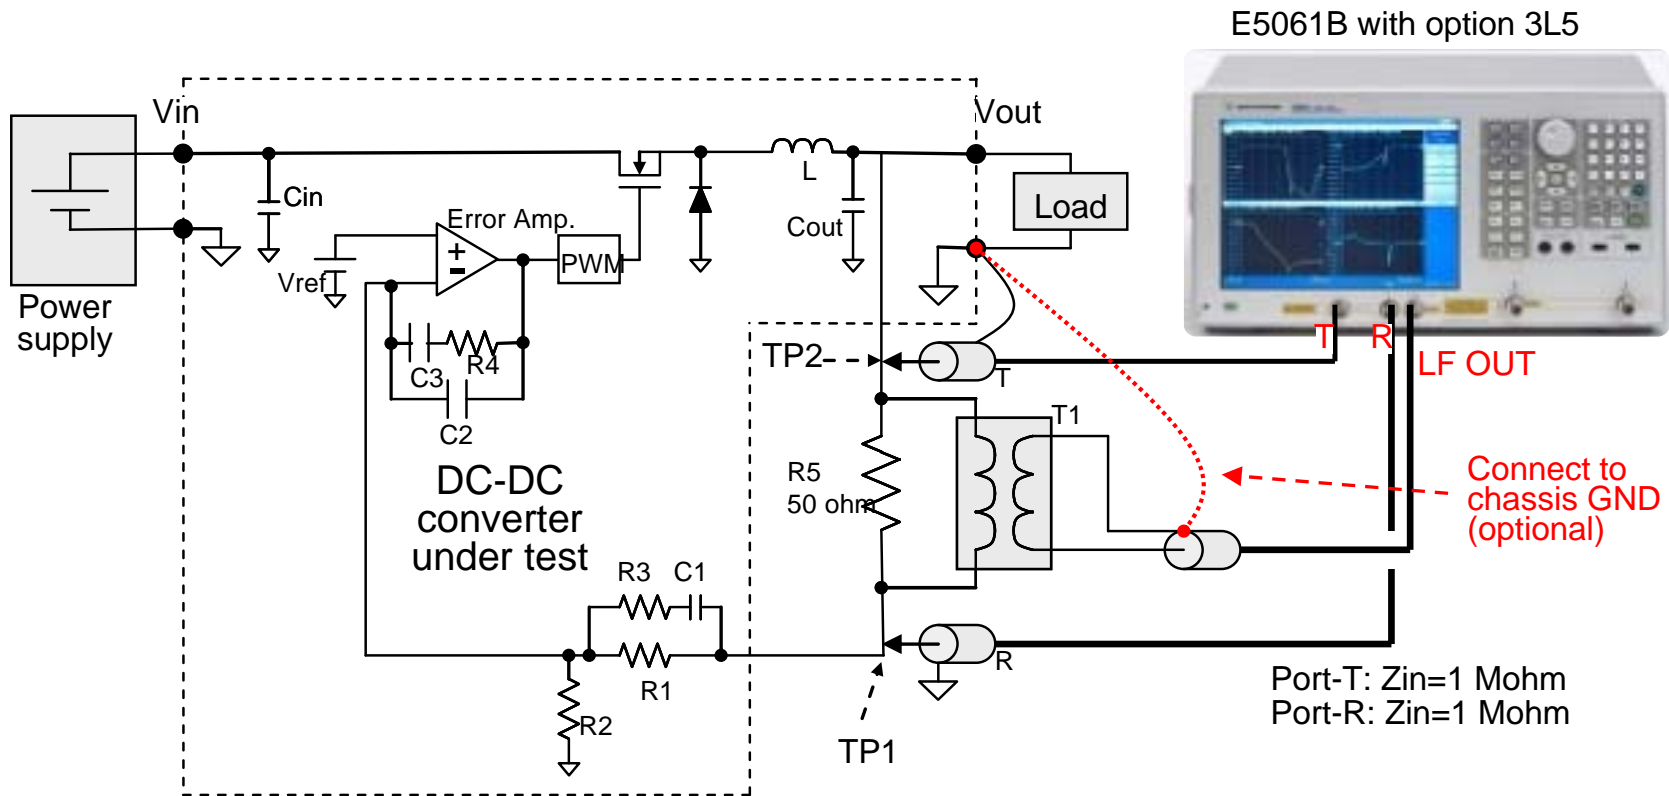 E5061B with option 3L5
Vin
Vout
Cin
L
Load
Error Amp.
Cout
+
-
PWM
Vref
Power
supply
C3
R4
C2
TP2
T
T
R
LF OUT
T1
DC-DC
converter
under test
R5
50 ohm
Connect to
chassis GND
(optional)
R3
C1
R1
R2
R
TP1
Port-T: Zin=1 Mohm
Port-R: Zin=1 Mohm